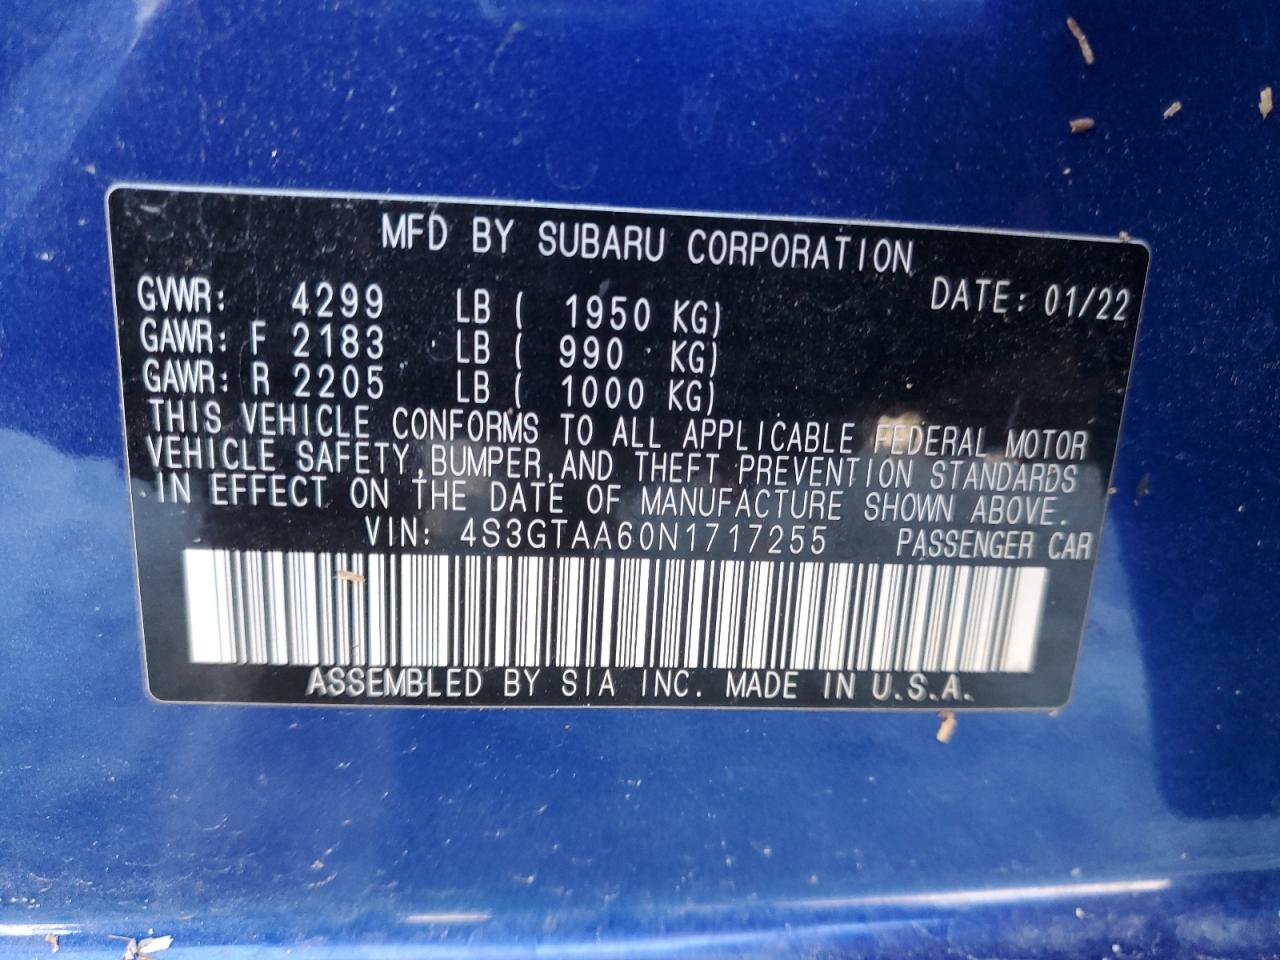 MFD BY SUBARU CORPORATION
DATE: 01/22
GVWR: 4299 LB ( 1950 KG)
GAWR: F 2183 LB ( 990 KG)
GAWR: R 2205 LB ( 1000 KG)
THIS VEHICLE CONFORMS TO ALL APPLICABLE FEDERAL MOTOR
VEHICLE SAFETY,BUMPER,AND THEFT PREVENTION STANDARDS
IN EFFECT ON THE DATE OF MANUFACTURE SHOWN ABOVE.
VIN: 4S3GTAA60N1717255 PASSENGER CAR
ASSEMBLED BY SIA INC. MADE IN U.S.A.